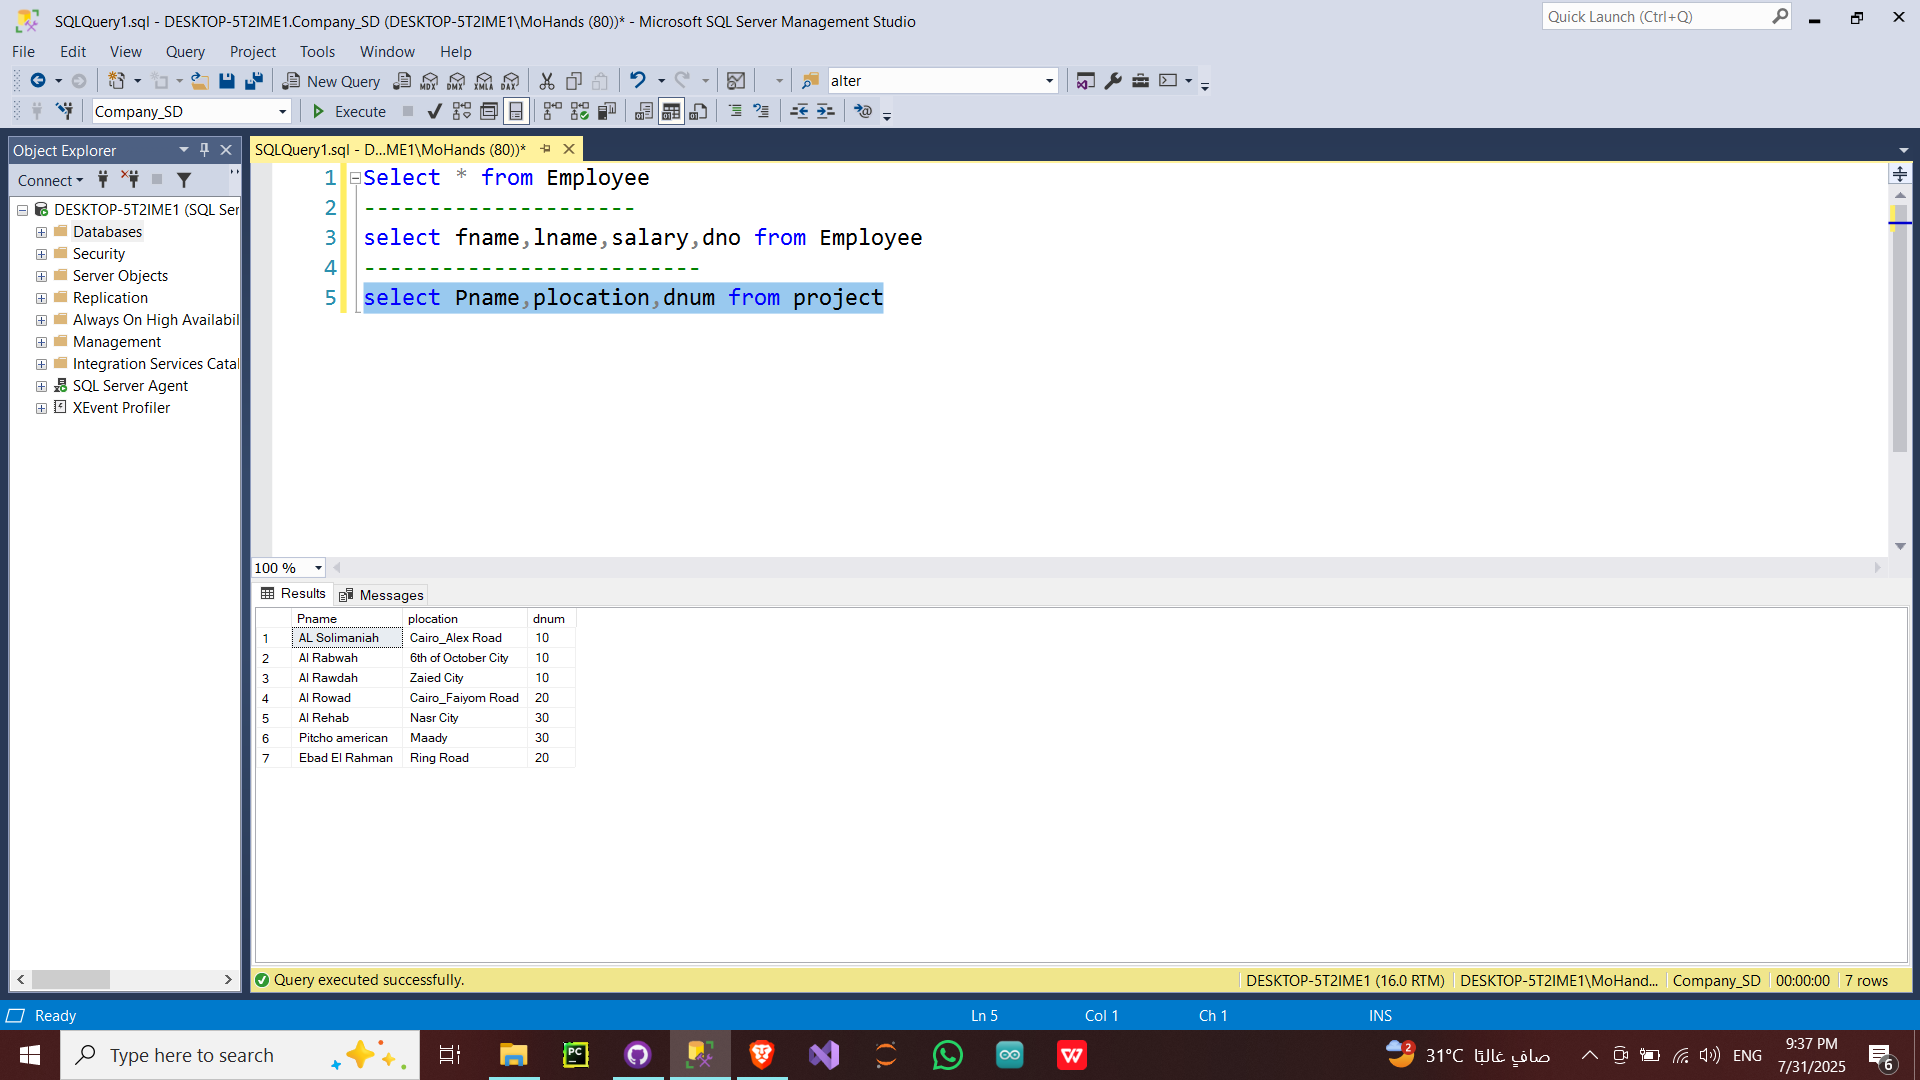 SQLQuery1.sql - DESKTOP-5T2IME1.Company_SD (DESKTOP-5T2IME1\MoHands (80))* - Microsoft SQL Server Management Studio
Quick Launch (Ctrl+Q)
File Edit View Query Project Tools Window Help
New Query MDX DMX XMLA DAX alter
Company_SD Execute
Object Explorer
SQLQuery1.sql - D...ME1\MoHands (80))*
Connect
DESKTOP-5T2IME1 (SQL Ser
Databases
Security
Server Objects
Replication
Always On High Availabil
Management
Integration Services Catal
SQL Server Agent
XEvent Profiler
1 Select * from Employee
2 ---------------------
3 select fname,lname,salary,dno from Employee
4 --------------------------
5 select Pname,plocation,dnum from project
100 %
Results Messages
Pname plocation dnum
1 AL Solimaniah Cairo_Alex Road 10
2 Al Rabwah 6th of October City 10
3 Al Rawdah Zaied City 10
4 Al Rowad Cairo_Faiyom Road 20
5 Al Rehab Nasr City 30
6 Pitcho american Maady 30
7 Ebad El Rahman Ring Road 20
Query executed successfully. DESKTOP-5T2IME1 (16.0 RTM) DESKTOP-5T2IME1\MoHand... Company_SD 00:00:00 7 rows
Ready Ln 5 Col 1 Ch 1 INS
Type here to search
PC
W
2
31°C صافٍ غالبًا
ENG
9:37 PM
7/31/2025
6